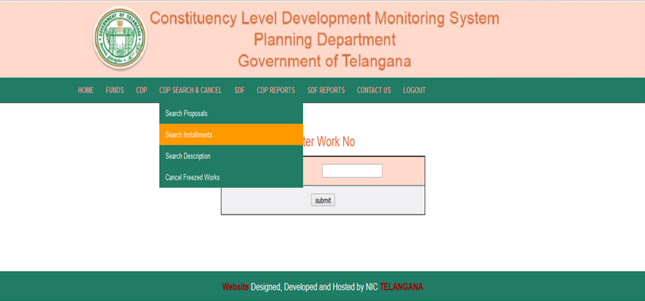 Constituency Level Development Monitoring System
Planning Department
Government of Telangana
HOME FUNDS CDP CDP SEARCH & CANCEL SDF CDP REPORTS SDF REPORTS CONTACT US LOGOUT
Search Proposals
Search Installments
Search Description
Cancel Freezed Works
ter Work No
submit
Website Designed, Developed and Hosted by NIC TELANGANA